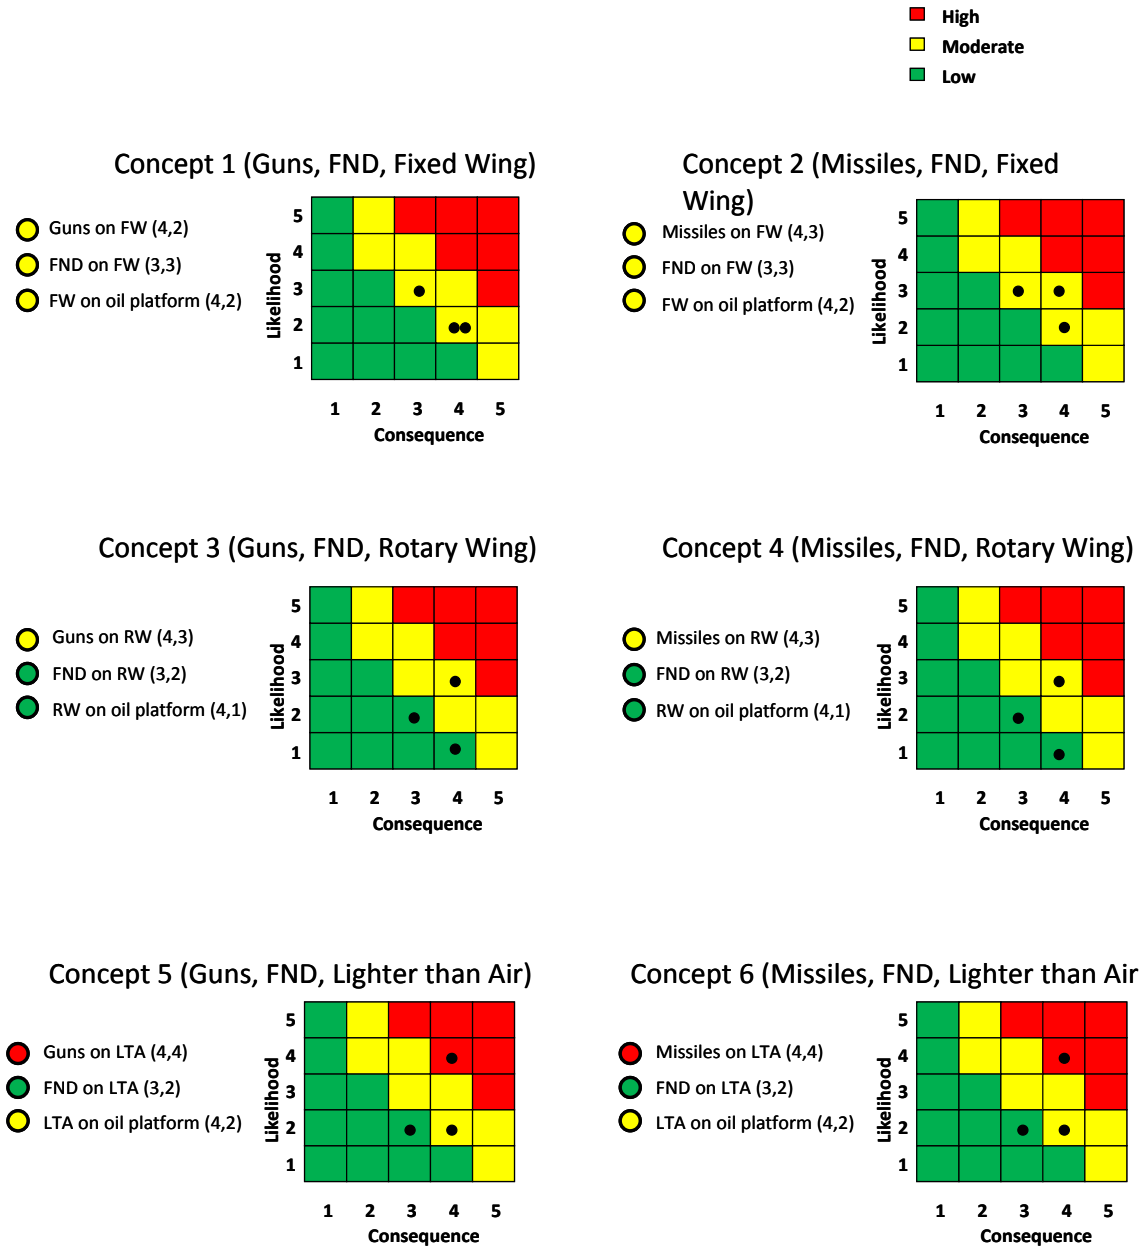 High
Moderate
Low
Concept 1 (Guns, FND, Fixed Wing)
Guns on FW (4,2)
FND on FW (3,3)
FW on oil platform (4,2)
Likelihood
5
4
3
2
1
1 2 3 4 5
Consequence
Concept 2 (Missiles, FND, Fixed
Wing)
Missiles on FW (4,3)
FND on FW (3,3)
FW on oil platform (4,2)
Likelihood
5
4
3
2
1
1 2 3 4 5
Consequence
Concept 3 (Guns, FND, Rotary Wing)
Guns on RW (4,3)
FND on RW (3,2)
RW on oil platform (4,1)
Likelihood
5
4
3
2
1
1 2 3 4 5
Consequence
Concept 4 (Missiles, FND, Rotary Wing)
Missiles on RW (4,3)
FND on RW (3,2)
RW on oil platform (4,1)
Likelihood
5
4
3
2
1
1 2 3 4 5
Consequence
Concept 5 (Guns, FND, Lighter than Air)
Guns on LTA (4,4)
FND on LTA (3,2)
LTA on oil platform (4,2)
Likelihood
5
4
3
2
1
1 2 3 4 5
Consequence
Concept 6 (Missiles, FND, Lighter than Air
Missiles on LTA (4,4)
FND on LTA (3,2)
LTA on oil platform (4,2)
Likelihood
5
4
3
2
1
1 2 3 4 5
Consequence